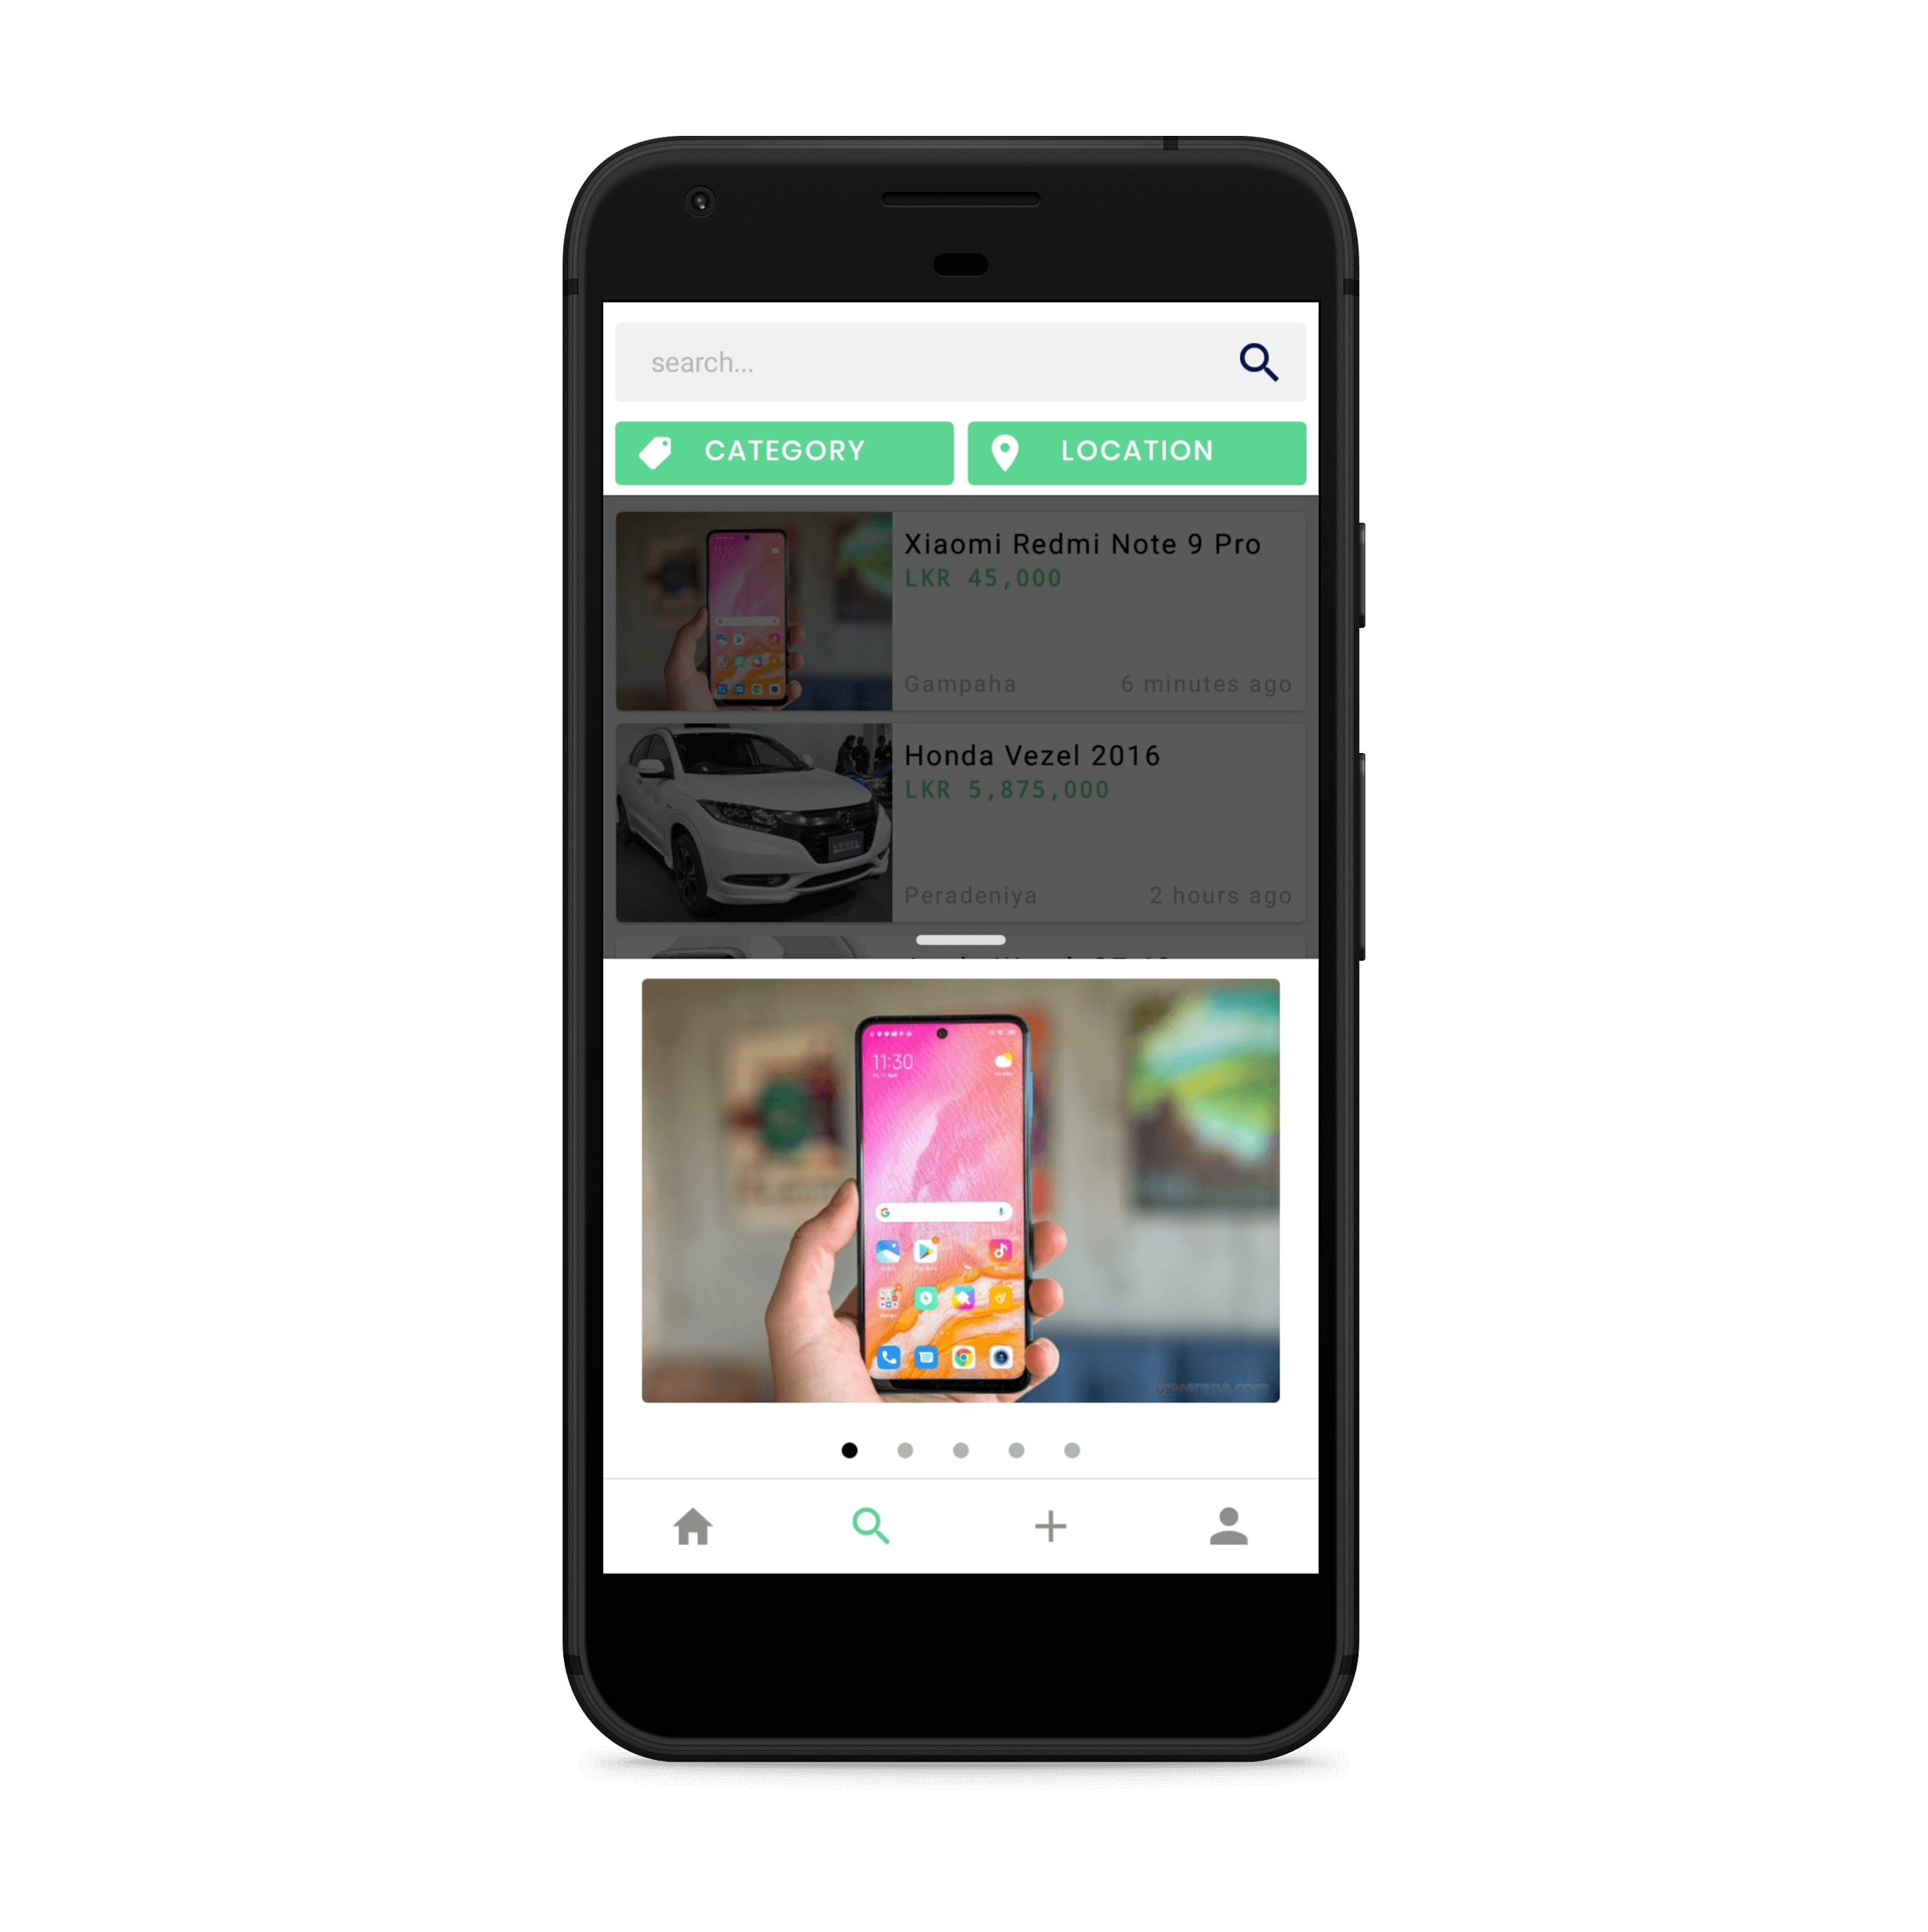 search...
CATEGORY
LOCATION
Xiaomi Redmi Note 9 Pro
LKR 45,000
Gampaha
6 minutes ago
Honda Vezel 2016
LKR 5,875,000
Peradeniya
2 hours ago
11:30